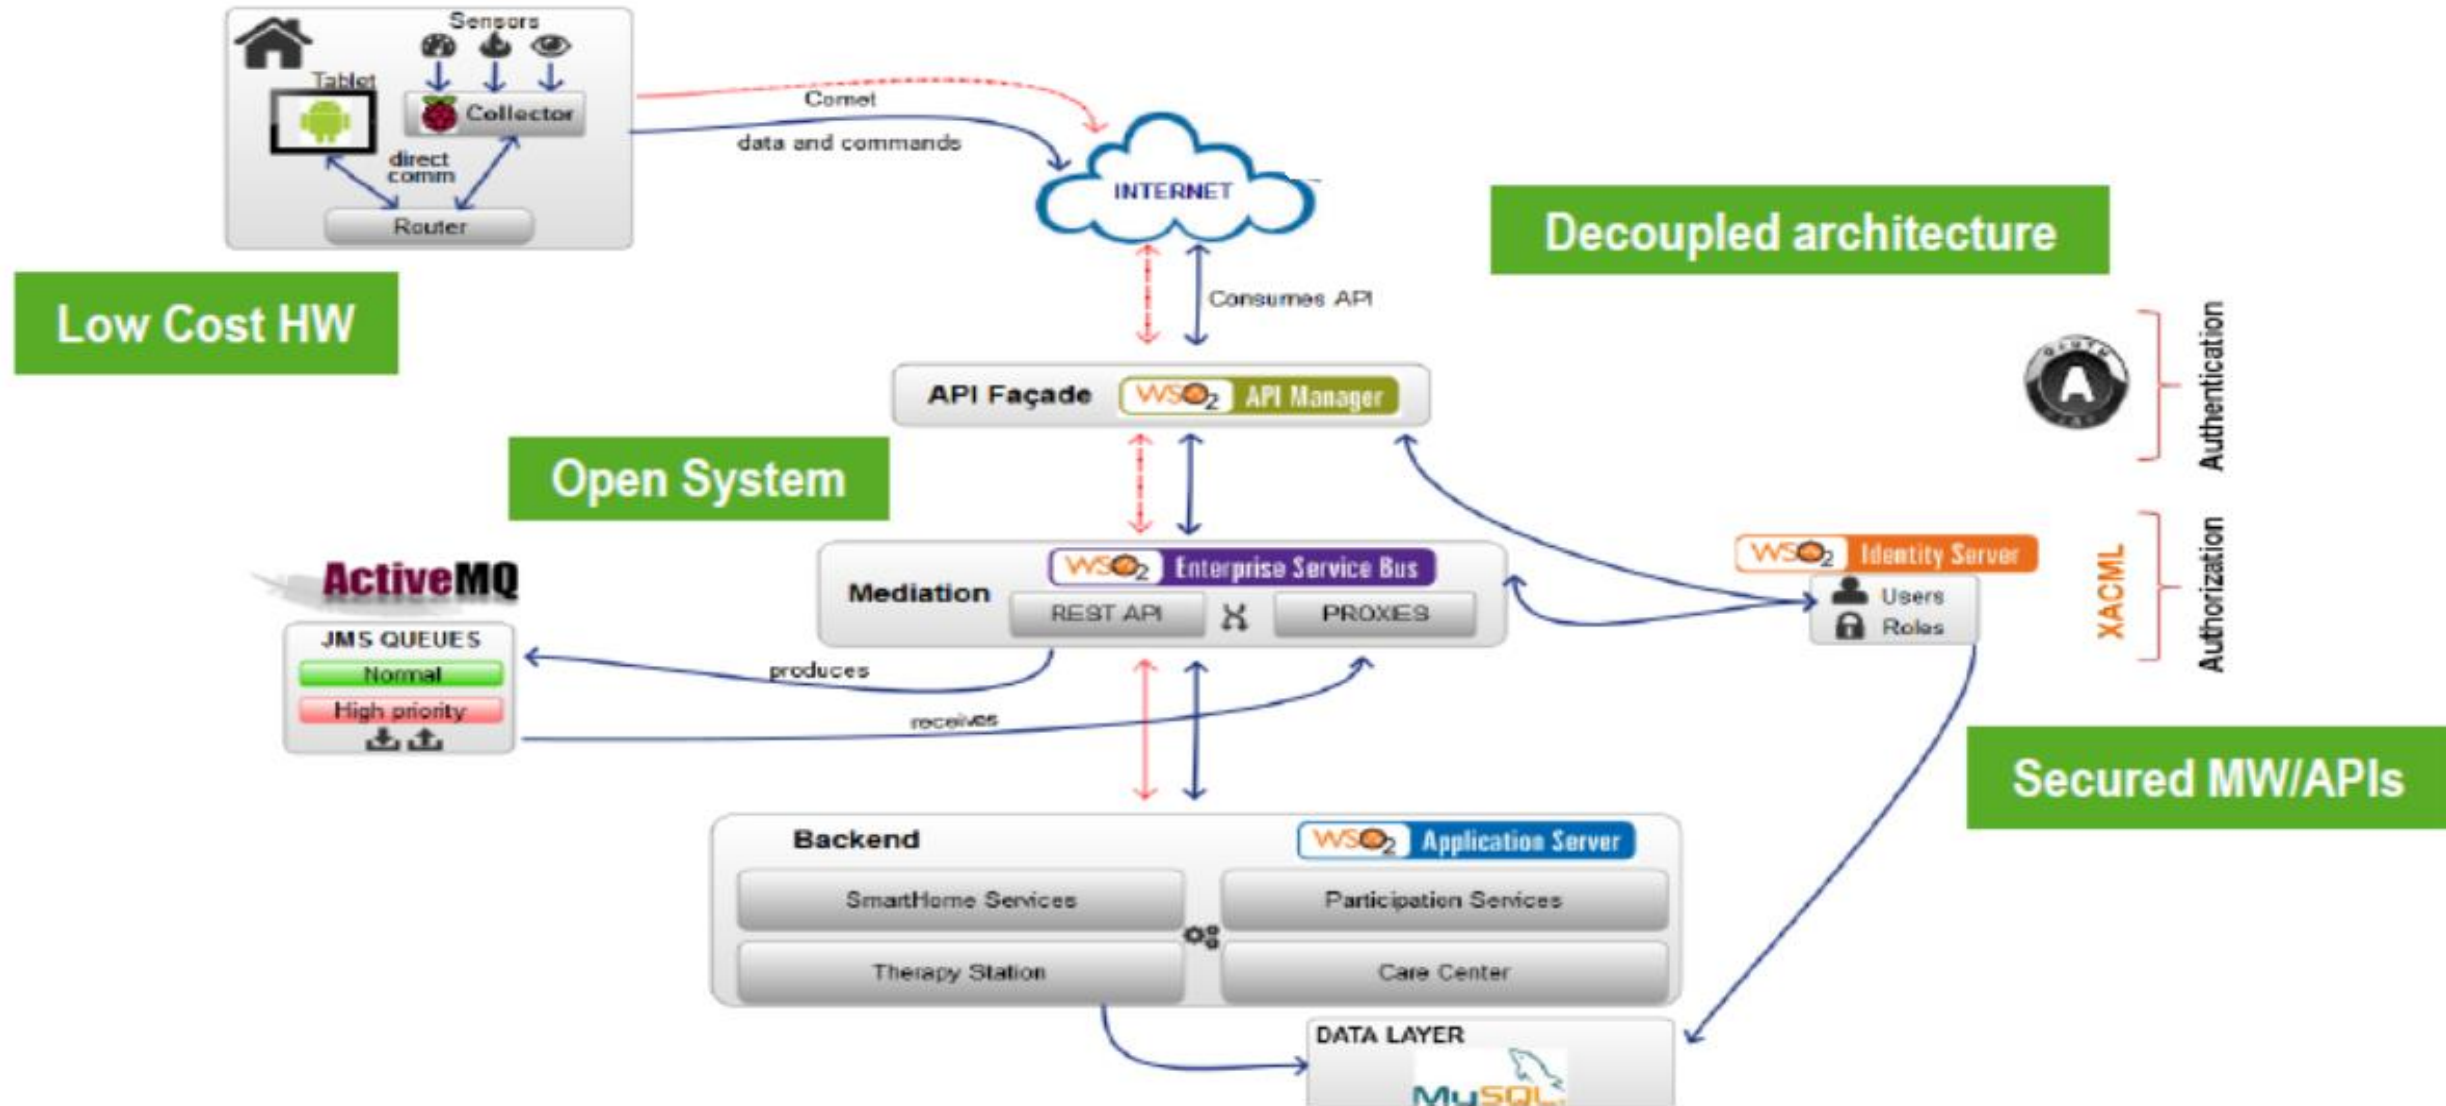 Sensors
Tablet
Collector
direct
comm
Router
Comet
data and commands
INTERNET
Decoupled architecture
Low Cost HW
Consumes API
API Façade
WSO2 API Manager
OAUTH
A
Authentication
Open System
ActiveMQ
JMS QUEUES
Normal
High priority
Mediation
WSO2 Enterprise Service Bus
REST API
PROXIES
WSO2 Identity Server
Users
Roles
XACML
Authorization
produces
receives
Secured MW/APIs
Backend
WSO2 Application Server
SmartHome Services
Participation Services
Therapy Station
Care Center
DATA LAYER
MySQL